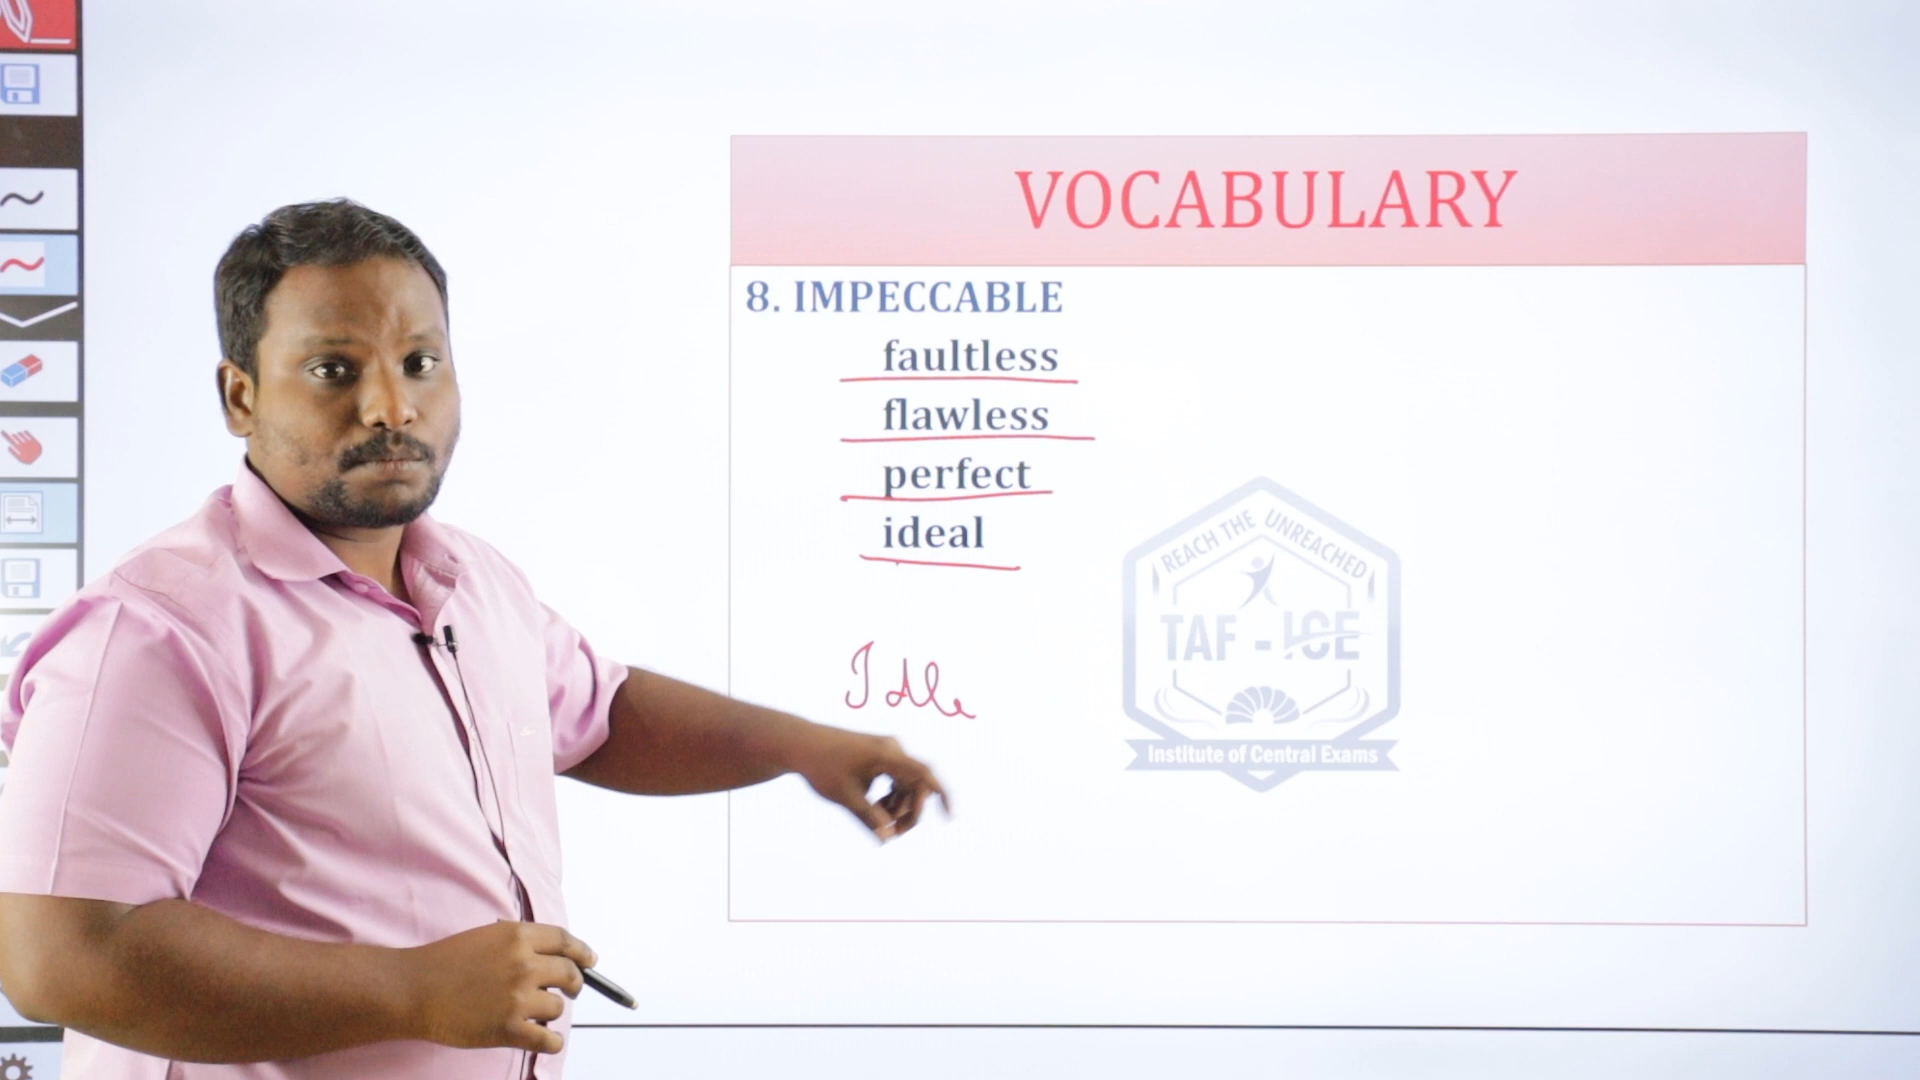 VOCABULARY
8. IMPECCABLE
faultless
flawless
perfect
ideal
REACH THE UNREACHED
TAF - ICE
Idle
Institute of Central Exams